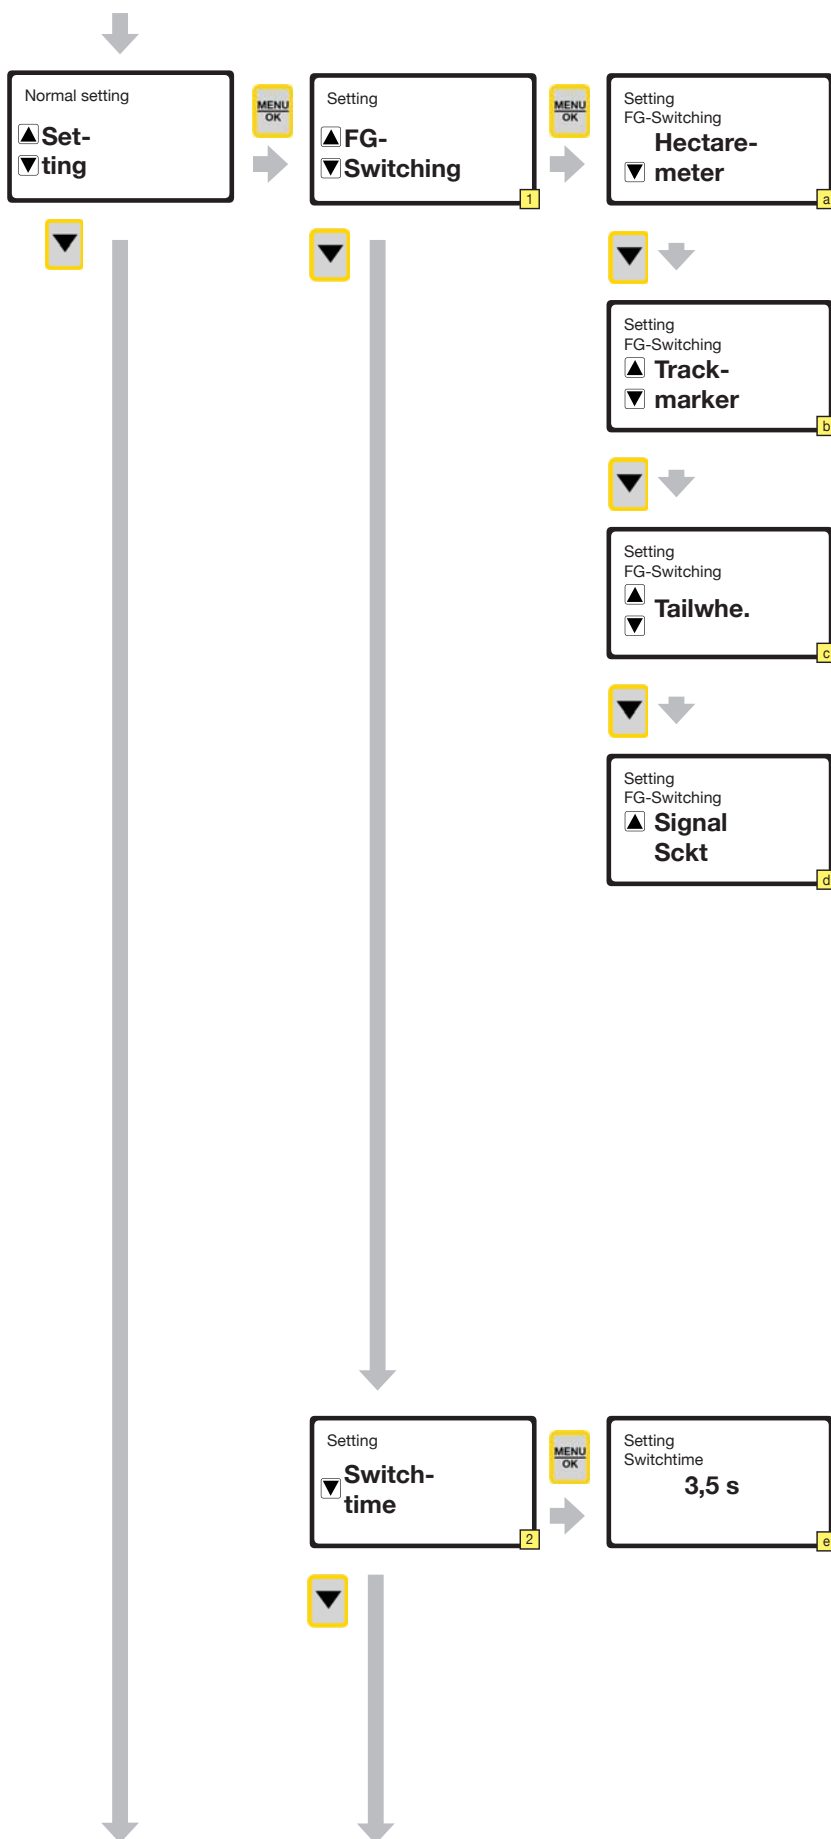 Normal setting
Set-
ting
MENU
OK
Setting
FG-
Switching
1
MENU
OK
Setting
FG-Switching
Hectare-
meter
a
Setting
FG-Switching
Track-
marker
b
Setting
FG-Switching
Tailwhe.
c
Setting
FG-Switching
Signal
Sckt
d
Setting
Switch-
time
2
MENU
OK
Setting
Switchtime
3,5 s
e